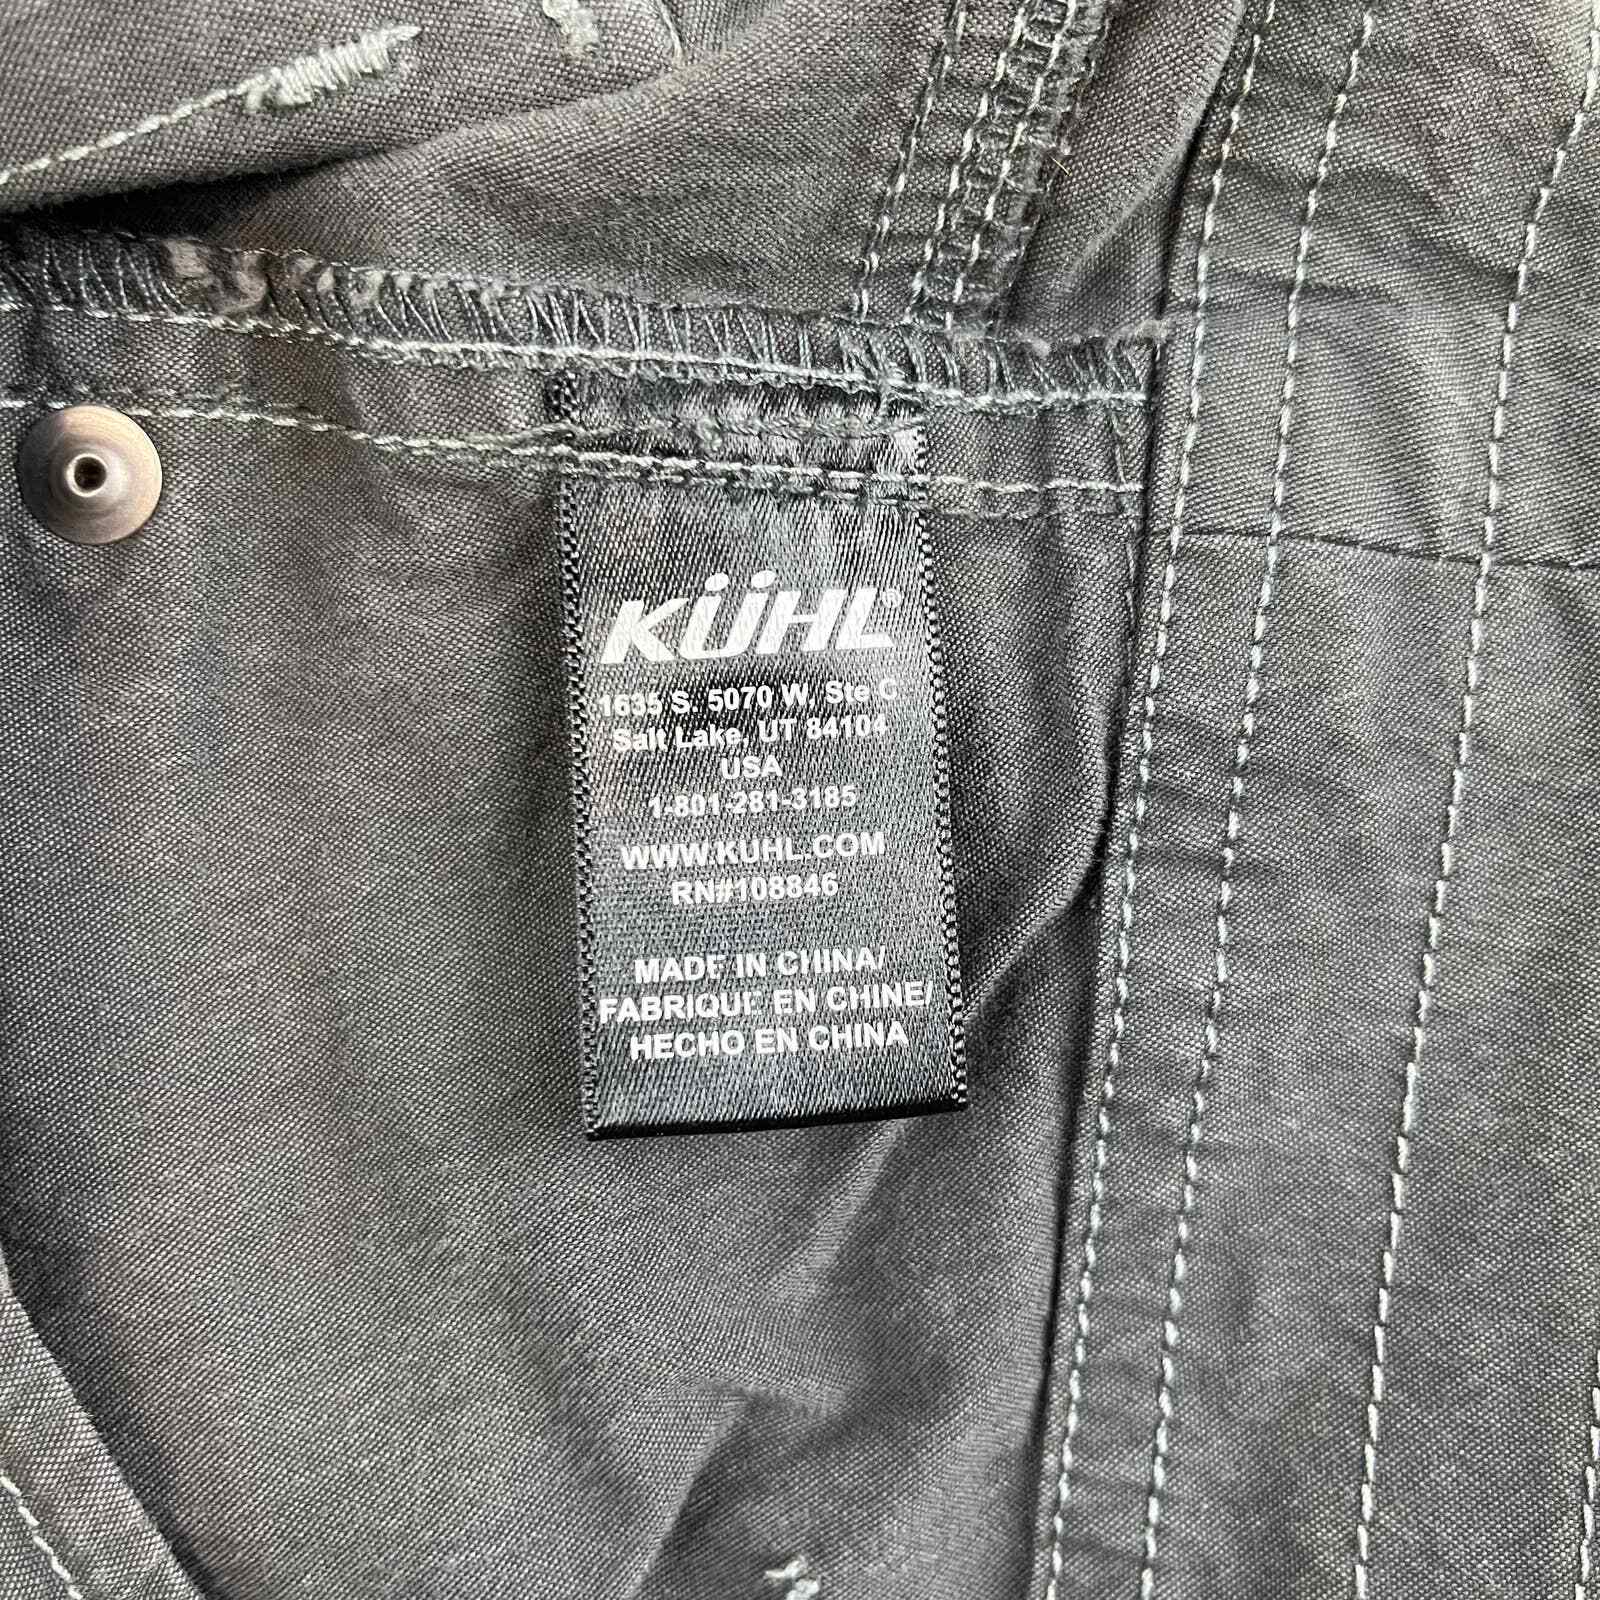 KÜHL®
1635 S. 5070 W, Ste C
Salt Lake, UT 84104
USA
1-801-281-3185
WWW.KUHL.COM
RN#108846
MADE IN CHINA/
FABRIQUE EN CHINE/
HECHO EN CHINA